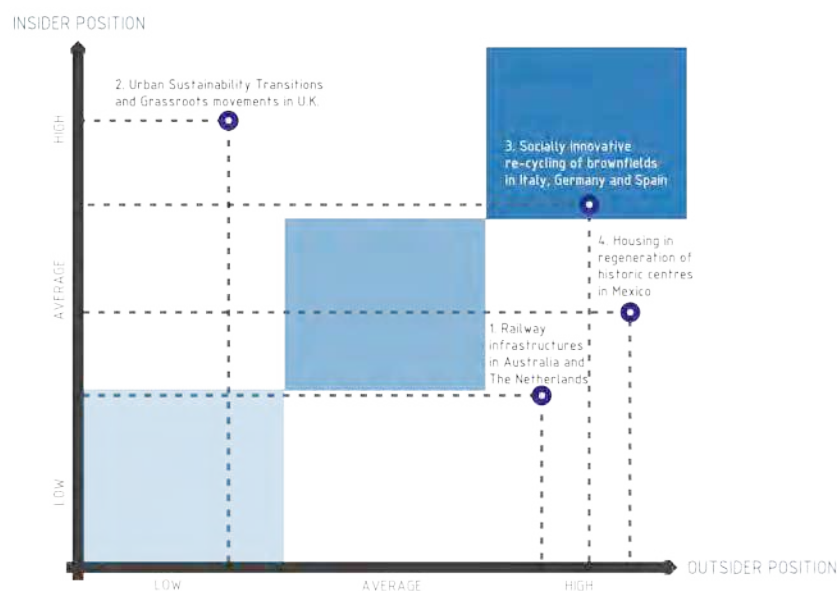 INSIDER POSITION
2. Urban Sustainability Transitions
and Grassroots movements in U.K.
HIGH
3. Socially innovative
re-cycling of brownfields
in Italy, Germany and Spain
4. Housing in
regeneration of
historic centres
in Mexico
AVERAGE
1. Railway
infrastructures
in Australia and
The Netherlands
LOW
OUTSIDER POSITION
LOW
AVERAGE
HIGH